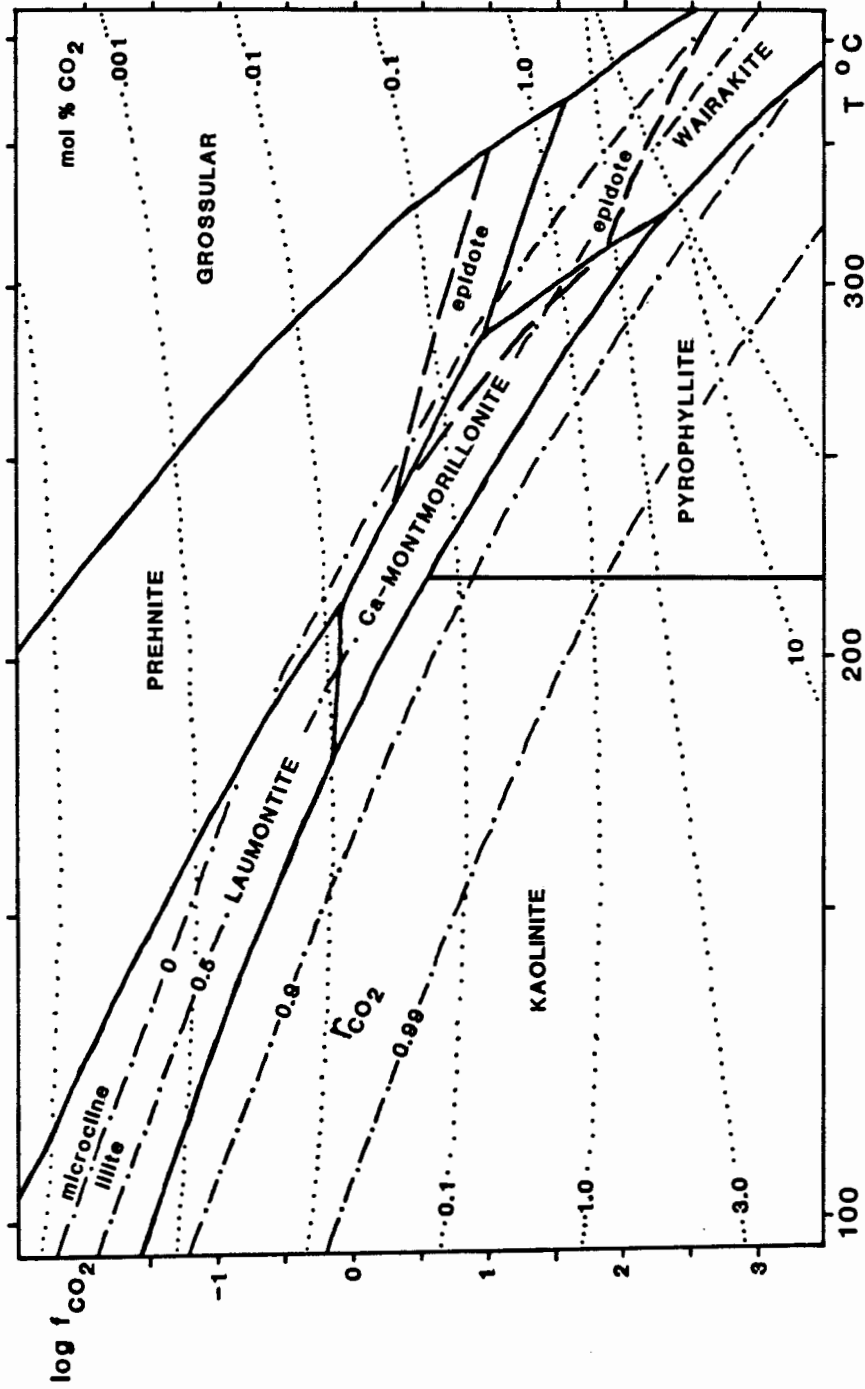 log fCO2
mol % CO2
.001
.01
0.1
1.0
GROSSULAR
PREHNITE
epidote
epidote
WAIRAKITE
Ca-MONTMORILLONITE
LAUMONTITE
microcline
illite
0
0.5
0.9
0.99
rCO2
PYROPHYLLITE
KAOLINITE
0.1
1.0
3.0
10
-1
0
1
2
3
100
200
300
T °C